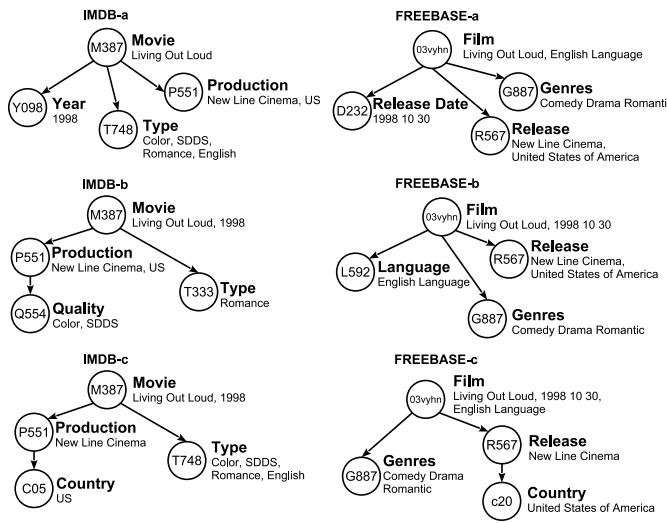 IMDB-a
M387
Movie
Living Out Loud
Y098
Year
1998
T748
Type
Color, SDDS,
Romance, English
P551
Production
New Line Cinema, US
FREEBASE-a
03vyhn
Film
Living Out Loud, English Language
D232
Release Date
1998 10 30
R567
Release
New Line Cinema,
United States of America
G887
Genres
Comedy Drama Romanti
IMDB-b
M387
Movie
Living Out Loud, 1998
P551
Production
New Line Cinema, US
Q554
Quality
Color, SDDS
T333
Type
Romance
FREEBASE-b
03vyhn
Film
Living Out Loud, 1998 10 30
L592
Language
English Language
R567
Release
New Line Cinema,
United States of America
G887
Genres
Comedy Drama Romantic
IMDB-c
M387
Movie
Living Out Loud, 1998
P551
Production
New Line Cinema
C05
Country
US
T748
Type
Color, SDDS,
Romance, English
FREEBASE-c
03vyhn
Film
Living Out Loud, 1998 10 30,
English Language
G887
Genres
Comedy Drama
Romantic
R567
Release
New Line Cinema
c20
Country
United States of America